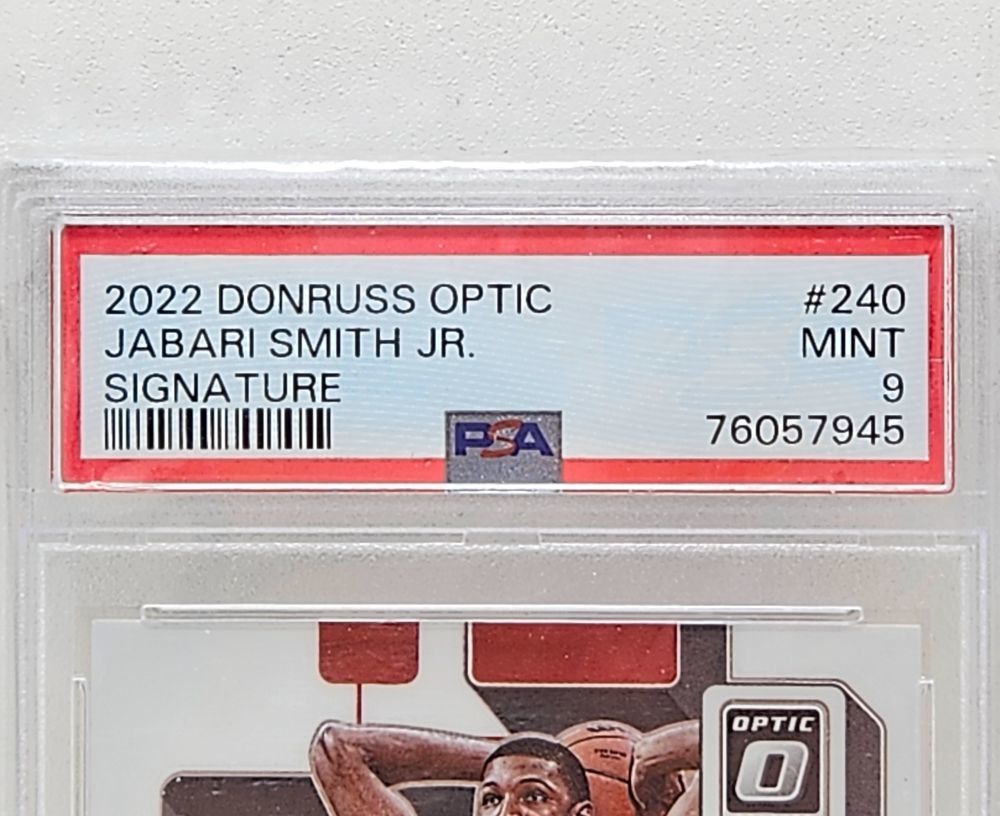 2022 DONRUSS OPTIC #240
JABARI SMITH JR. MINT
SIGNATURE 9
76057945
PSA
OPTIC
O